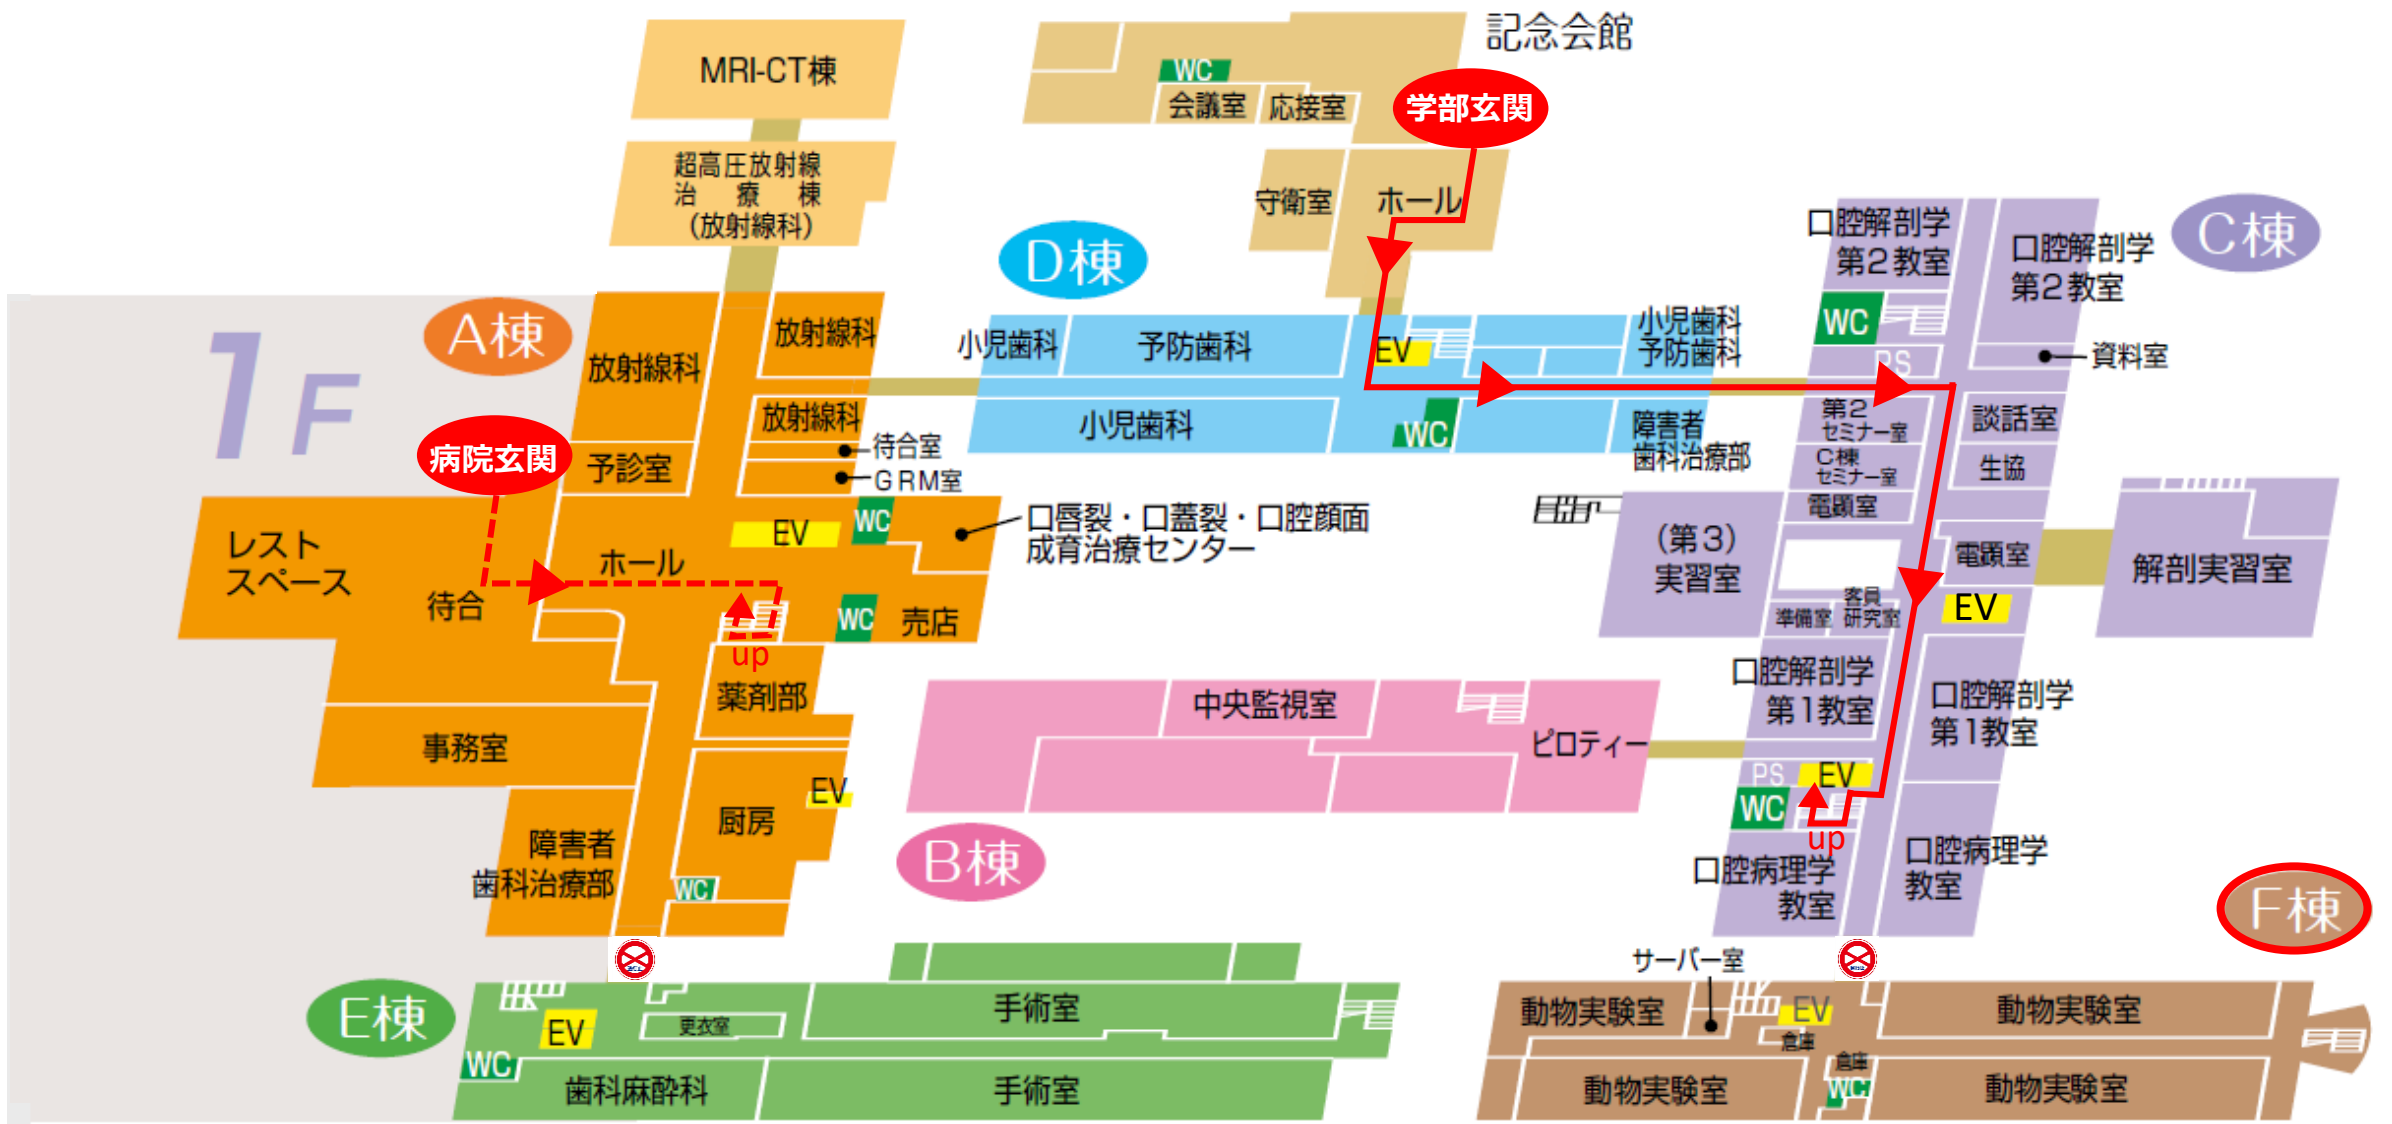 1F
MRI-CT棟
超高圧放射線
治療棟
(放射線科)
記念会館
WC
会議室
応接室
学部玄関
守衛室
ホール
A棟
放射線科
放射線科
放射線科
予診室
待合室
GRM室
病院玄関
レスト
スペース
待合
ホール
EV
WC
口唇裂・口蓋裂・口腔顔面
成育治療センター
WC
売店
up
薬剤部
事務室
厨房
EV
障害者
歯科治療部
WC
D棟
小児歯科
予防歯科
EV
小児歯科
予防歯科
小児歯科
WC
障害者
歯科治療部
C棟
口腔解剖学
第2教室
口腔解剖学
第2教室
WC
PS
資料室
第2
セミナー室
談話室
C棟
セミナー室
生協
電顕室
(第3)
実習室
電顕室
解剖実習室
客員
研究室
準備室
EV
口腔解剖学
第1教室
口腔解剖学
第1教室
PS
EV
WC
up
口腔病理学
教室
口腔病理学
教室
B棟
中央監視室
ピロティー
E棟
EV
更衣室
手術室
WC
歯科麻酔科
手術室
F棟
サーバー室
動物実験室
EV
倉庫
動物実験室
動物実験室
倉庫
WC
動物実験室